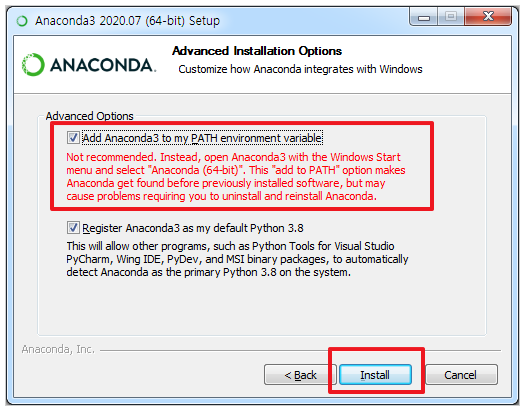 Anaconda3 2020.07 (64-bit) Setup
Advanced Installation Options
Customize how Anaconda integrates with Windows
ANACONDA.
Advanced Options
Add Anaconda3 to my PATH environment variable
Not recommended. Instead, open Anaconda3 with the Windows Start
menu and select "Anaconda (64-bit)". This "add to PATH" option makes
Anaconda get found before previously installed software, but may
cause problems requiring you to uninstall and reinstall Anaconda.
Register Anaconda3 as my default Python 3.8
This will allow other programs, such as Python Tools for Visual Studio
PyCharm, Wing IDE, PyDev, and MSI binary packages, to automatically
detect Anaconda as the primary Python 3.8 on the system.
Anaconda, Inc.
< Back
Install
Cancel